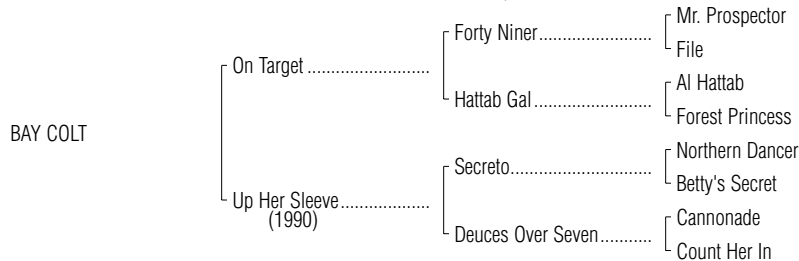 Mr. Prospector
Forty Niner
File
On Target
Al Hattab
Hattab Gal
Forest Princess
BAY COLT
Northern Dancer
Secreto
Betty's Secret
Up Her Sleeve
(1990)
Cannonade
Deuces Over Seven
Count Her In